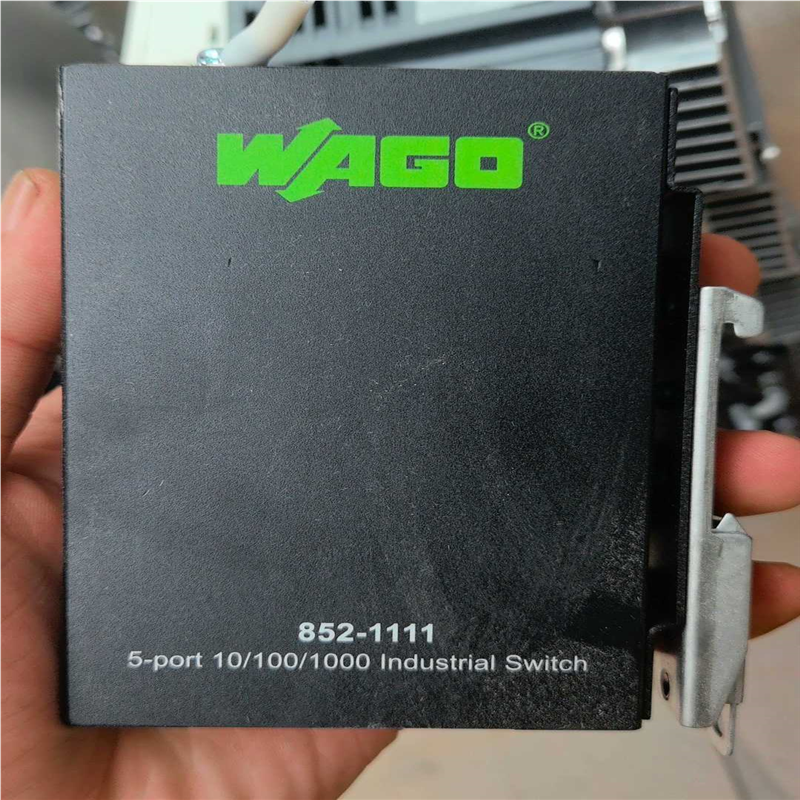 WAGO®
852-1111
5-port 10/100/1000 Industrial Switch